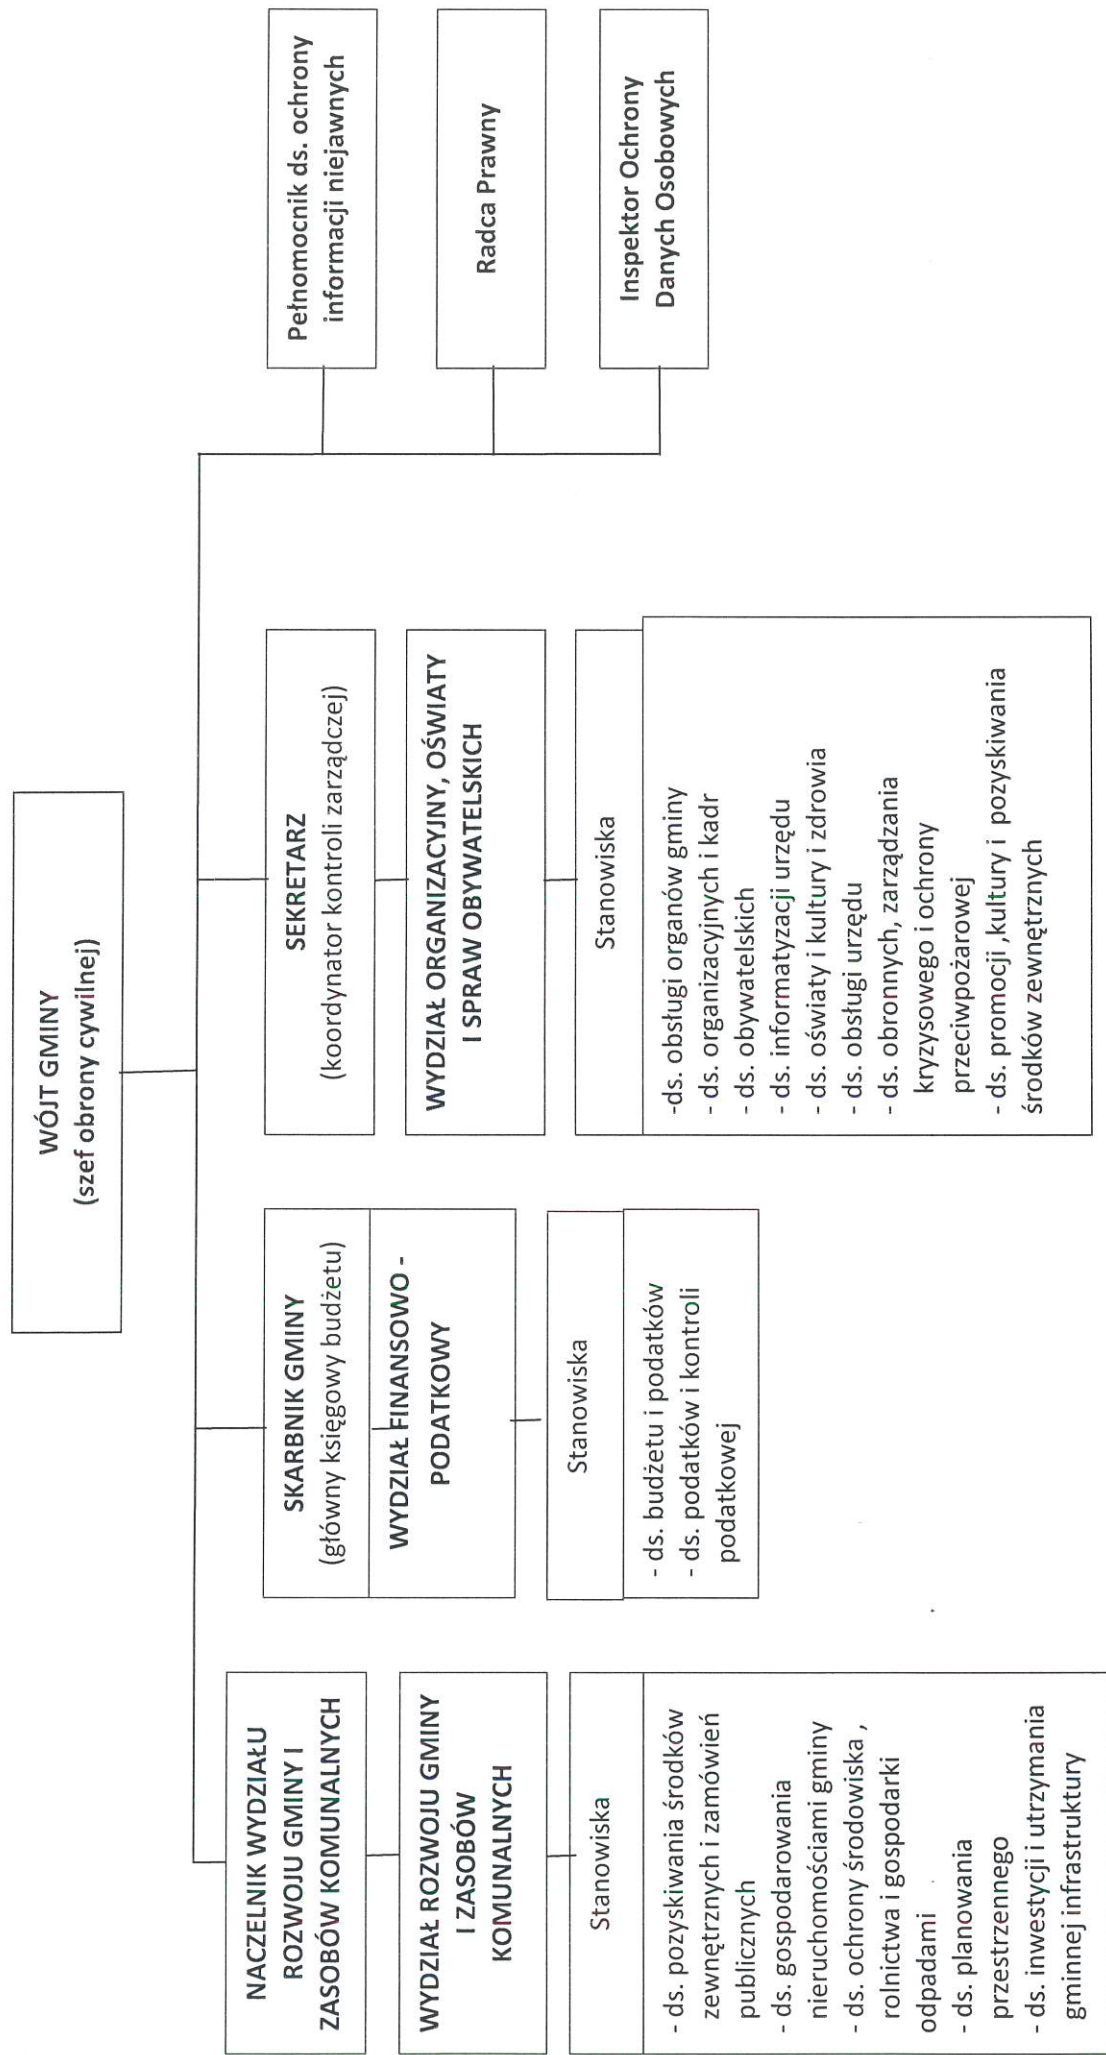 WÓJT GMINY
(szef obrony cywilnej)
NACZELNIK WYDZIAŁU
ROZWOJU GMINY I
ZASOBÓW KOMUNALNYCH
WYDZIAŁ ROZWOJU GMINY
I ZASOBÓW
KOMUNALNYCH
Stanowiska
- ds. pozyskiwania środków
zewnętrznych i zamówień
publicznych
- ds. gospodarowania
nieruchomościami gminy
- ds. ochrony środowiska ,
rolnictwa i gospodarki
odpadami
- ds. planowania
przestrzennego
- ds. inwestycji i utrzymania
gminnej infrastruktury
SKARBNIK GMINY
(główny księgowy budżetu)
WYDZIAŁ FINANSOWO -
PODATKOWY
Stanowiska
- ds. budżetu i podatków
- ds. podatków i kontroli
podatkowej
SEKRETARZ
(koordynator kontroli zarządczej)
WYDZIAŁ ORGANIZACYJNY, OŚWIATY
I SPRAW OBYWATELSKICH
Stanowiska
-ds. obsługi organów gminy
- ds. organizacyjnych i kadr
- ds. obywatelskich
- ds. informatyzacji urzędu
- ds. oświaty i kultury i zdrowia
- ds. obsługi urzędu
- ds. obronnych, zarządzania
kryzysowego i ochrony
przeciwpożarowej
- ds. promocji ,kultury i pozyskiwania
środków zewnętrznych
Pełnomocnik ds. ochrony
informacji niejawnych
Radca Prawny
Inspektor Ochrony
Danych Osobowych